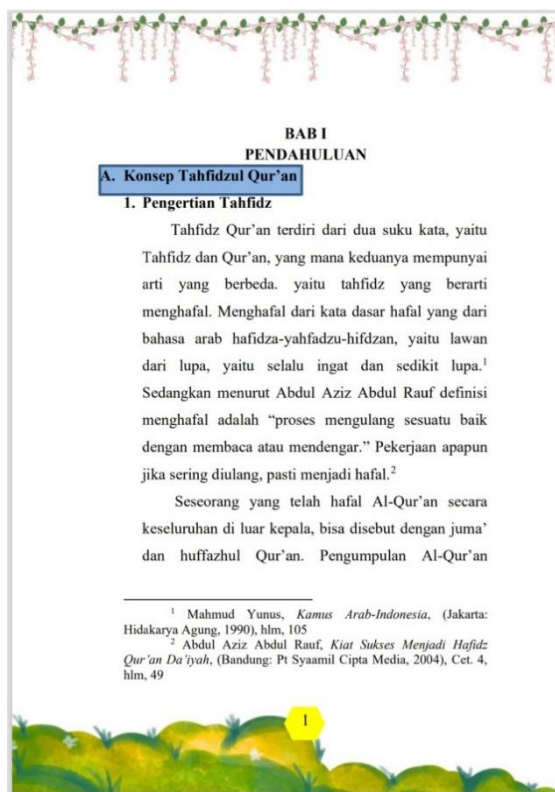 BAB I
PENDAHULUAN
A. Konsep Tahfidzul Qur'an
1. Pengertian Tahfidz
Tahfidz Qur'an terdiri dari dua suku kata, yaitu
Tahfidz dan Qur'an, yang mana keduanya mempunyai
arti yang berbeda. yaitu tahfidz yang berarti
menghafal. Menghafal dari kata dasar hafal yang dari
bahasa arab hafidza-yahfadzu-hifdzan, yaitu lawan
dari lupa, yaitu selalu ingat dan sedikit lupa.¹
Sedangkan menurut Abdul Aziz Abdul Rauf definisi
menghafal adalah “proses mengulang sesuatu baik
dengan membaca atau mendengar.” Pekerjaan apapun
jika sering diulang, pasti menjadi hafal.²
Seseorang yang telah hafal Al-Qur'an secara
keseluruhan di luar kepala, bisa disebut dengan juma'
dan huffazhul Qur'an. Pengumpulan Al-Qur'an
¹ Mahmud Yunus, Kamus Arab-Indonesia, (Jakarta:
Hidakarya Agung, 1990), hlm, 105
² Abdul Aziz Abdul Rauf, Kiat Sukses Menjadi Hafidz
Qur'an Da'iyah, (Bandung: Pt Syaamil Cipta Media, 2004), Cet. 4,
hlm, 49
1